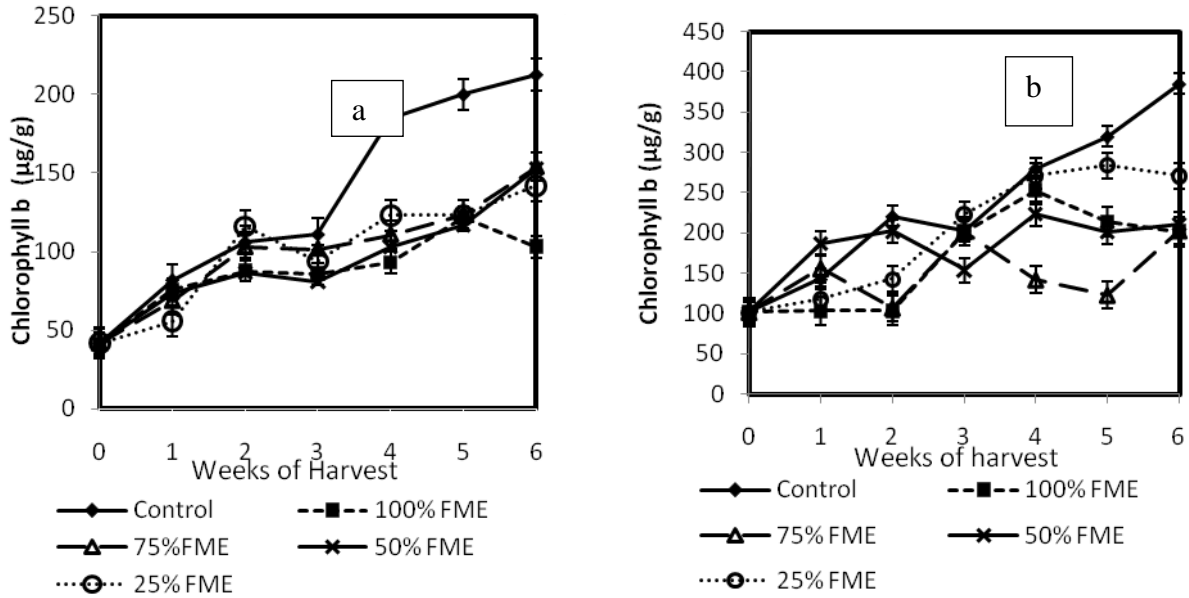 250
200
150
100
50
0
Chlorophyll b (µg/g)
a
0 1 2 3 4 5 6
Weeks of Harvest
Control 100% FME
75%FME 50% FME
25% FME
450
400
350
300
250
200
150
100
50
0
Chlorophyll b (µg/g)
b
0 1 2 3 4 5 6
Weeks of harvest
Control 100% FME
75% FME 50% FME
25% FME